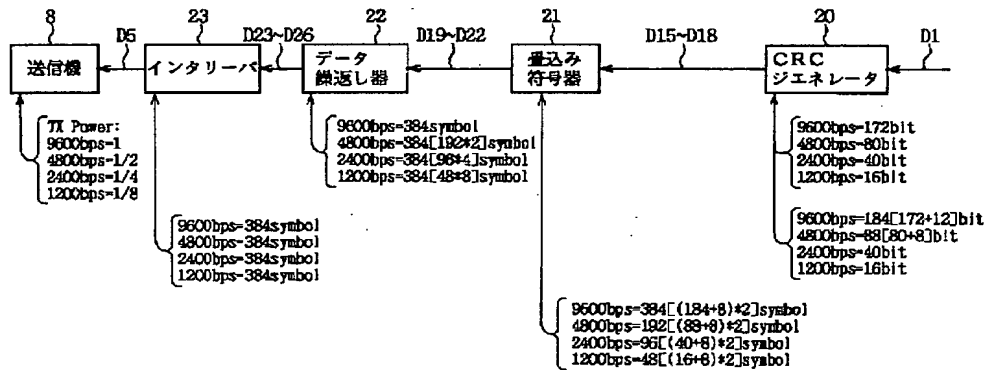 8
23
22
21
20
D5
D23~D26
D19~D22
D15~D18
D1
送信機
インタリーバ
データ
繰返し器
畳込み
符号器
CRC
ジエネレータ
TX Power:
9600bps=1
4800bps=1/2
2400bps=1/4
1200bps=1/8
9600bps=384symbol
4800bps=384symbol
2400bps=384symbol
1200bps=384symbol
9600bps=384symbol
4800bps=384[192*2]symbol
2400bps=384[96*4]symbol
1200bps=384[48*8]symbol
9600bps=384[(184+8)*2]symbol
4800bps=192[(88+8)*2]symbol
2400bps=96[(40+8)*2]symbol
1200bps=48[(16+8)*2]symbol
9600bps=172bit
4800bps=80bit
2400bps=40bit
1200bps=16bit
9600bps=184[172+12]bit
4800bps=88[80+8]bit
2400bps=40bit
1200bps=16bit